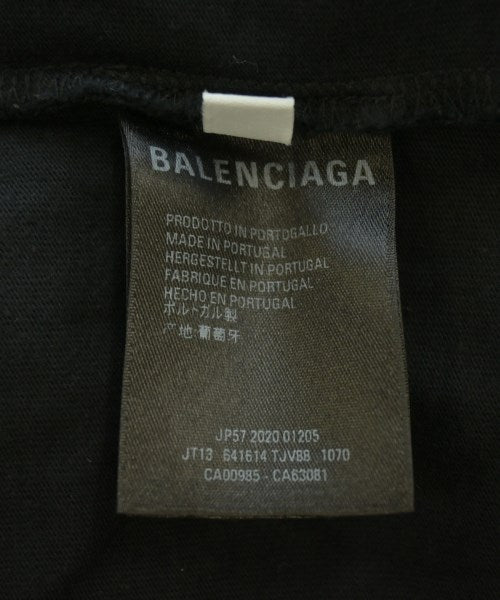 BALENCIAGA
PRODOTTO IN PORTOGALLO
MADE IN PORTUGAL
HERGESTELLT IN PORTUGAL
FABRIQUE EN PORTUGAL
HECHO EN PORTUGAL
ポルトガル製
产地:葡萄牙
JP57 2020 01205
JT13 641614 TJV88 1070
CA00985 - CA63081